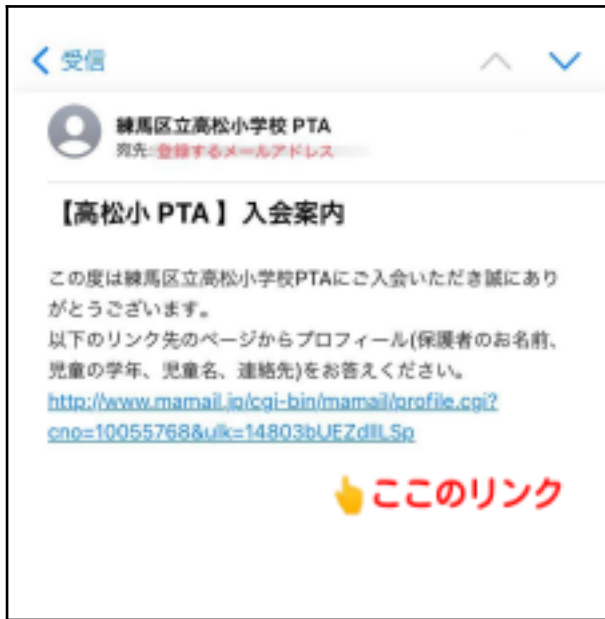 受信
練馬区立高松小学校 PTA
宛先: 登録するメールアドレス
【高松小 PTA 】入会案内
この度は練馬区立高松小学校PTAにご入会いただき誠にあり
がとうございます。
以下のリンク先のページからプロフィール(保護者のお名前、
児童の学年、児童名、連絡先)をお答えください。
http://www.mamail.jp/cgi-bin/mamail/profile.cgi?
cno=10055768&ulk=14803bUEZdllLSp
ここのリンク